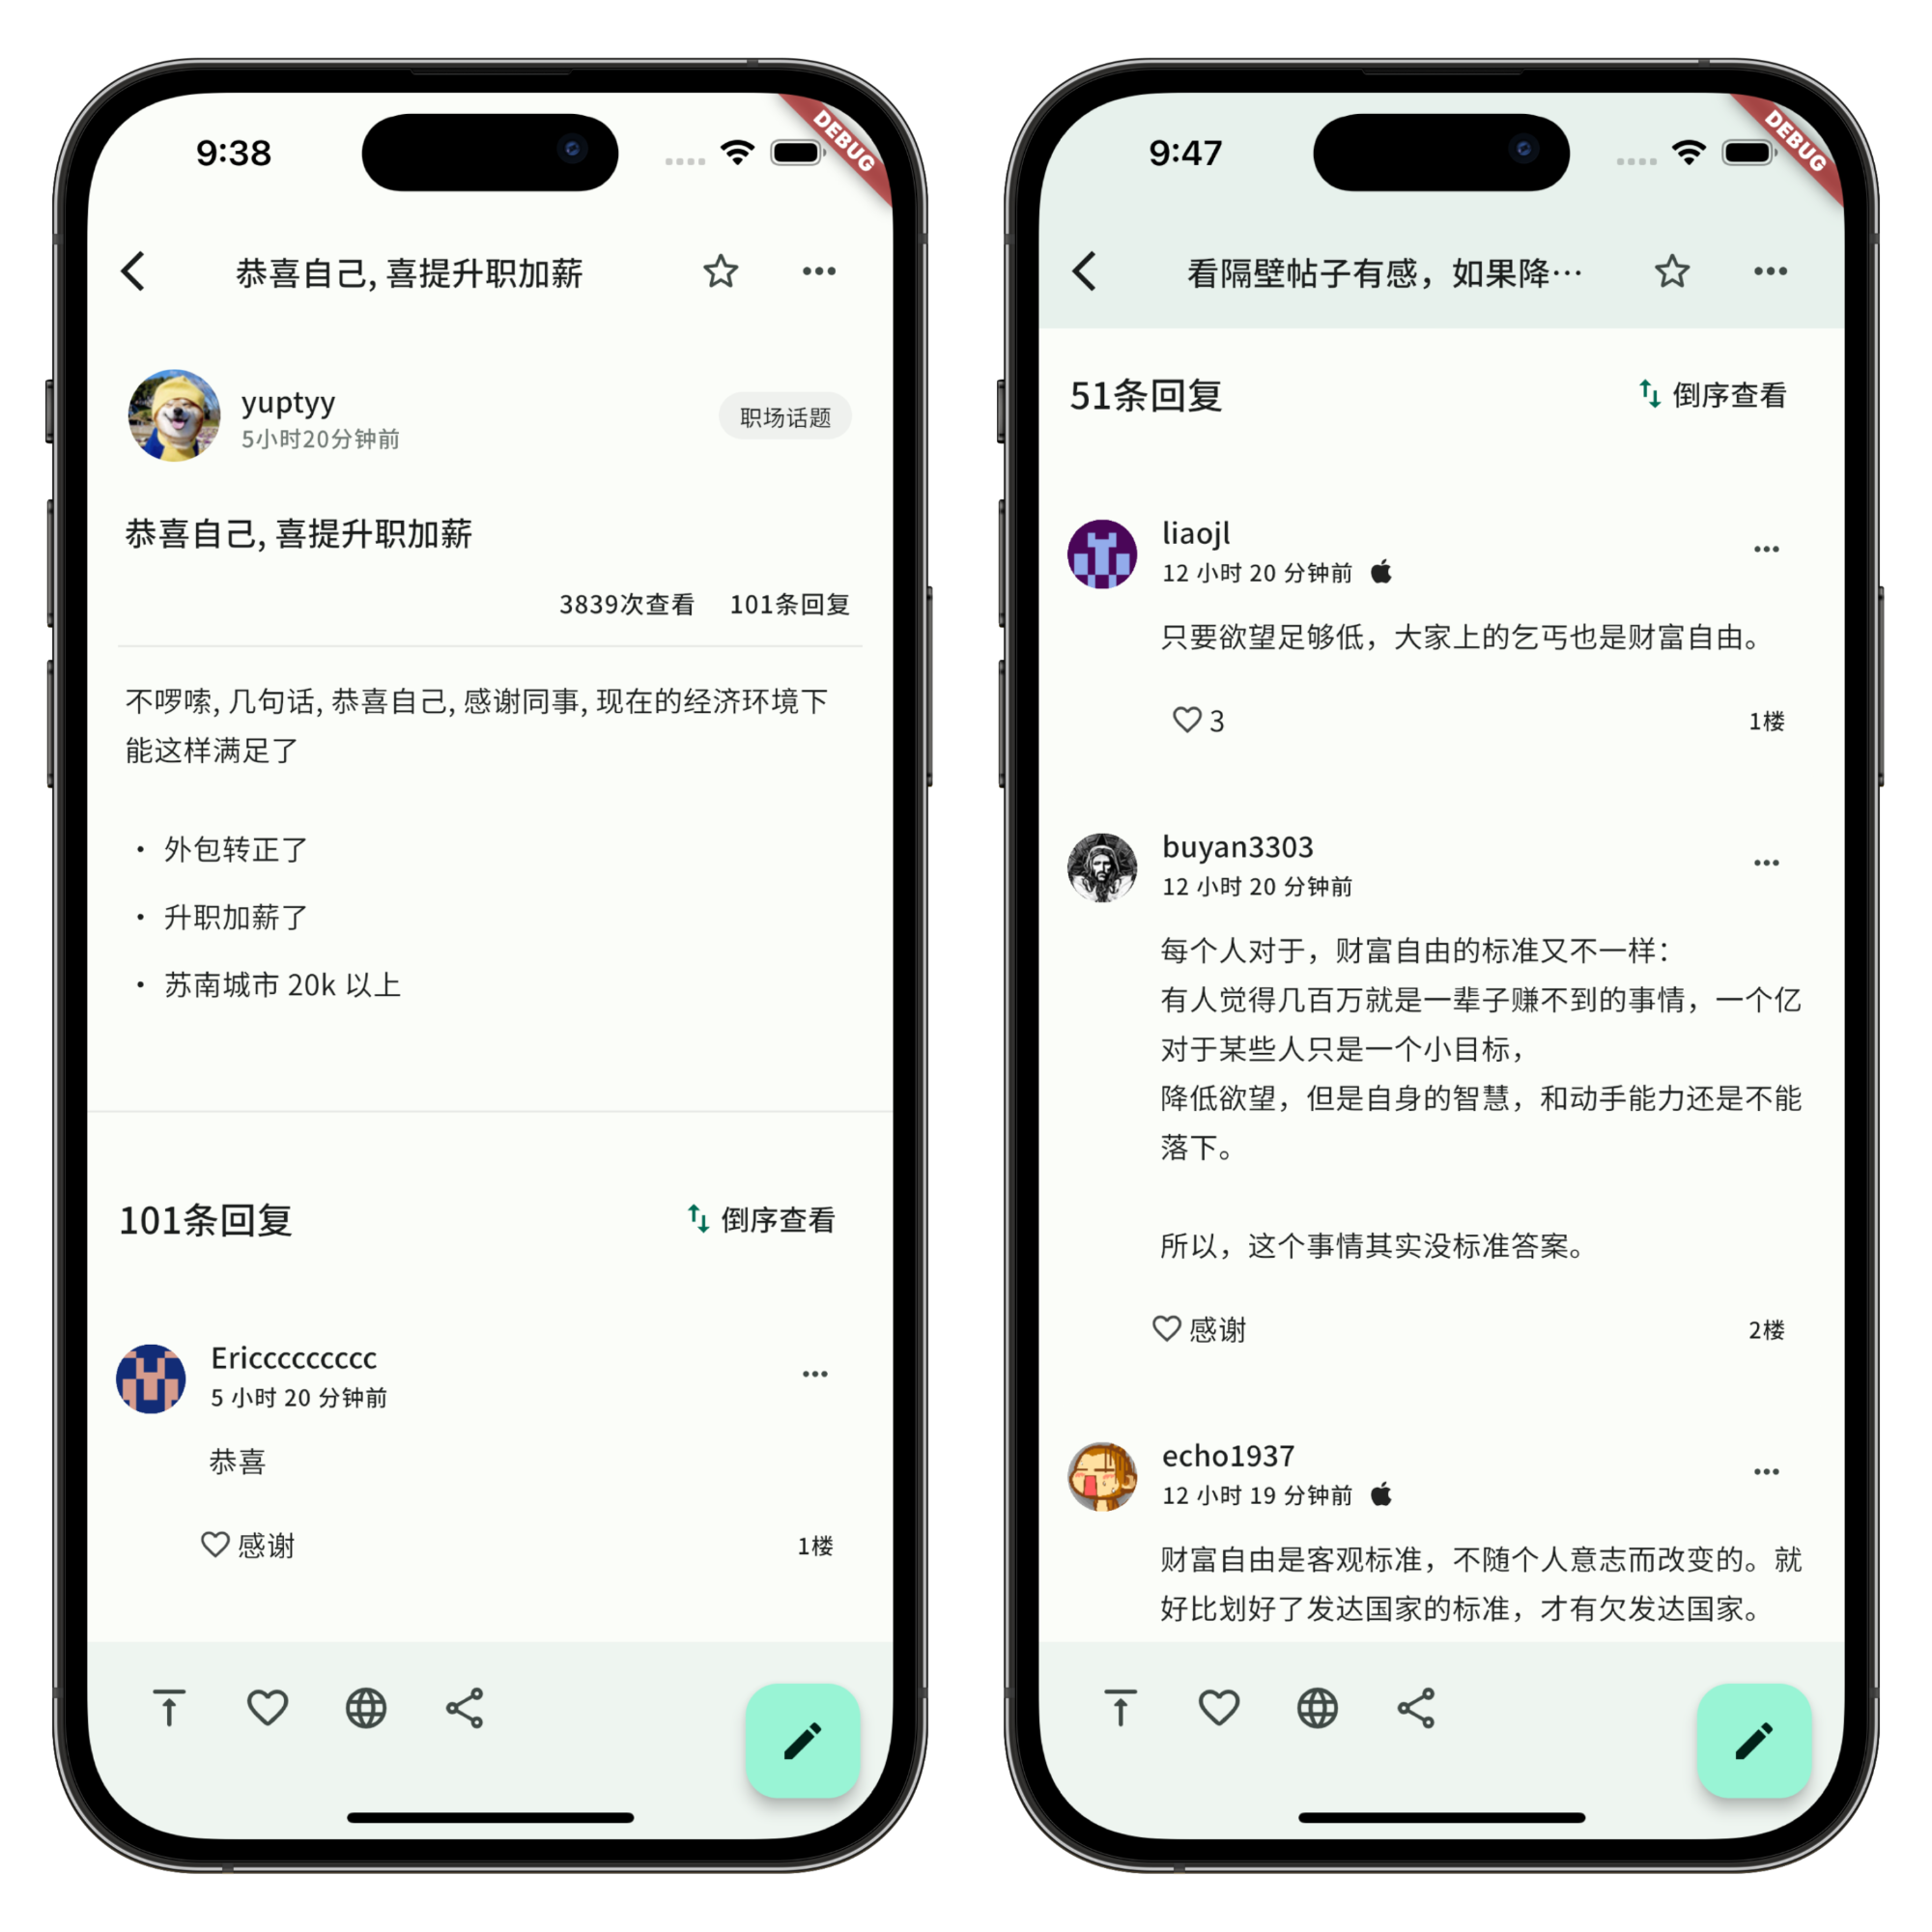 9:38
DEBUG
恭喜自己, 喜提升职加薪
yuptyy
5小时20分钟前
职场话题
恭喜自己, 喜提升职加薪
3839次查看 101条回复
不啰嗦, 几句话, 恭喜自己, 感谢同事, 现在的经济环境下
能这样满足了
• 外包转正了
• 升职加薪了
• 苏南城市 20k 以上
101条回复
倒序查看
Ericcccccccc
5 小时 20 分钟前
恭喜
感谢
1楼
9:47
DEBUG
看隔壁帖子有感，如果降…
51条回复
倒序查看
liaojl
12 小时 20 分钟前
只要欲望足够低，大家上的乞丐也是财富自由。
3
1楼
buyan3303
12 小时 20 分钟前
每个人对于，财富自由的标准又不一样：
有人觉得几百万就是一辈子赚不到的事情，一个亿
对于某些人只是一个小目标，
降低欲望，但是自身的智慧，和动手能力还是不能
落下。
所以，这个事情其实没标准答案。
感谢
2楼
echo1937
12 小时 19 分钟前
财富自由是客观标准，不随个人意志而改变的。就
好比划好了发达国家的标准，才有欠发达国家。